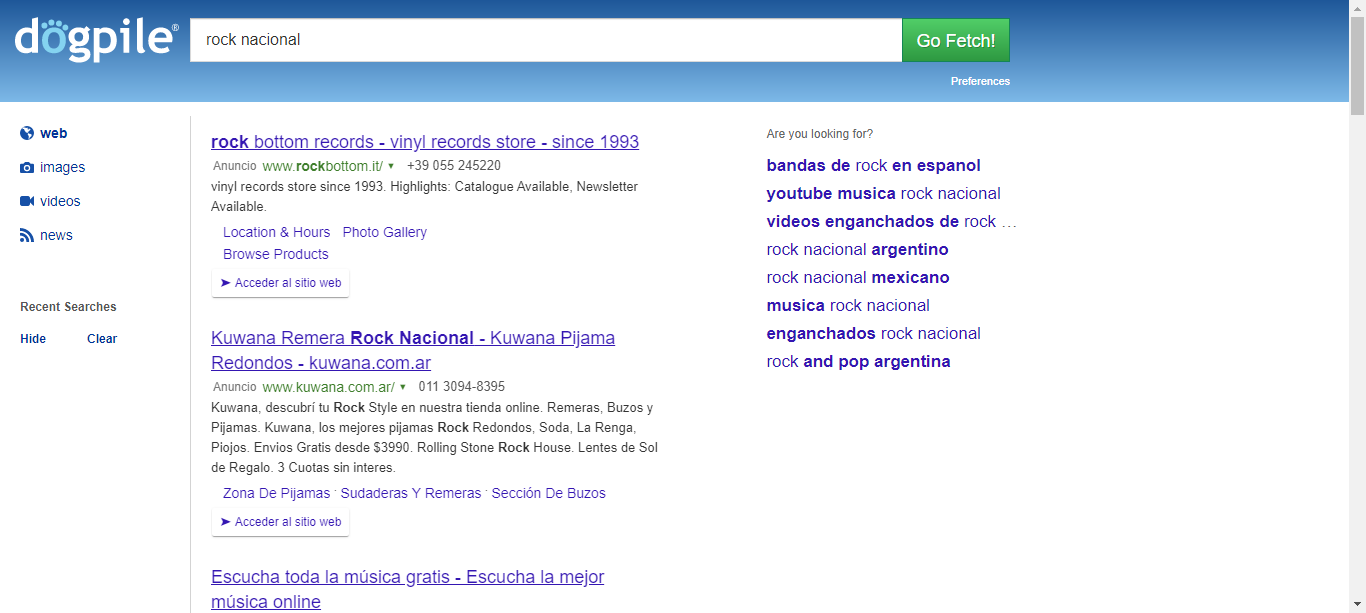 dogpile®
rock nacional
Go Fetch!
Preferences
web
images
videos
news
Recent Searches
Hide Clear
rock bottom records - vinyl records store - since 1993
Anuncio www.rockbottom.it/ ▼ +39 055 245220
vinyl records store since 1993. Highlights: Catalogue Available, Newsletter
Available.
Location & Hours Photo Gallery
Browse Products
➤ Acceder al sitio web
Kuwana Remera Rock Nacional - Kuwana Pijama
Redondos - kuwana.com.ar
Anuncio www.kuwana.com.ar/ ▼ 011 3094-8395
Kuwana, descubrí tu Rock Style en nuestra tienda online. Remeras, Buzos y
Pijamas. Kuwana, los mejores pijamas Rock Redondos, Soda, La Renga,
Piojos. Envios Gratis desde $3990. Rolling Stone Rock House. Lentes de Sol
de Regalo. 3 Cuotas sin interes.
Zona De Pijamas · Sudaderas Y Remeras · Sección De Buzos
➤ Acceder al sitio web
Escucha toda la música gratis - Escucha la mejor
música online
Are you looking for?
bandas de rock en espanol
youtube musica rock nacional
videos enganchados de rock ...
rock nacional argentino
rock nacional mexicano
musica rock nacional
enganchados rock nacional
rock and pop argentina